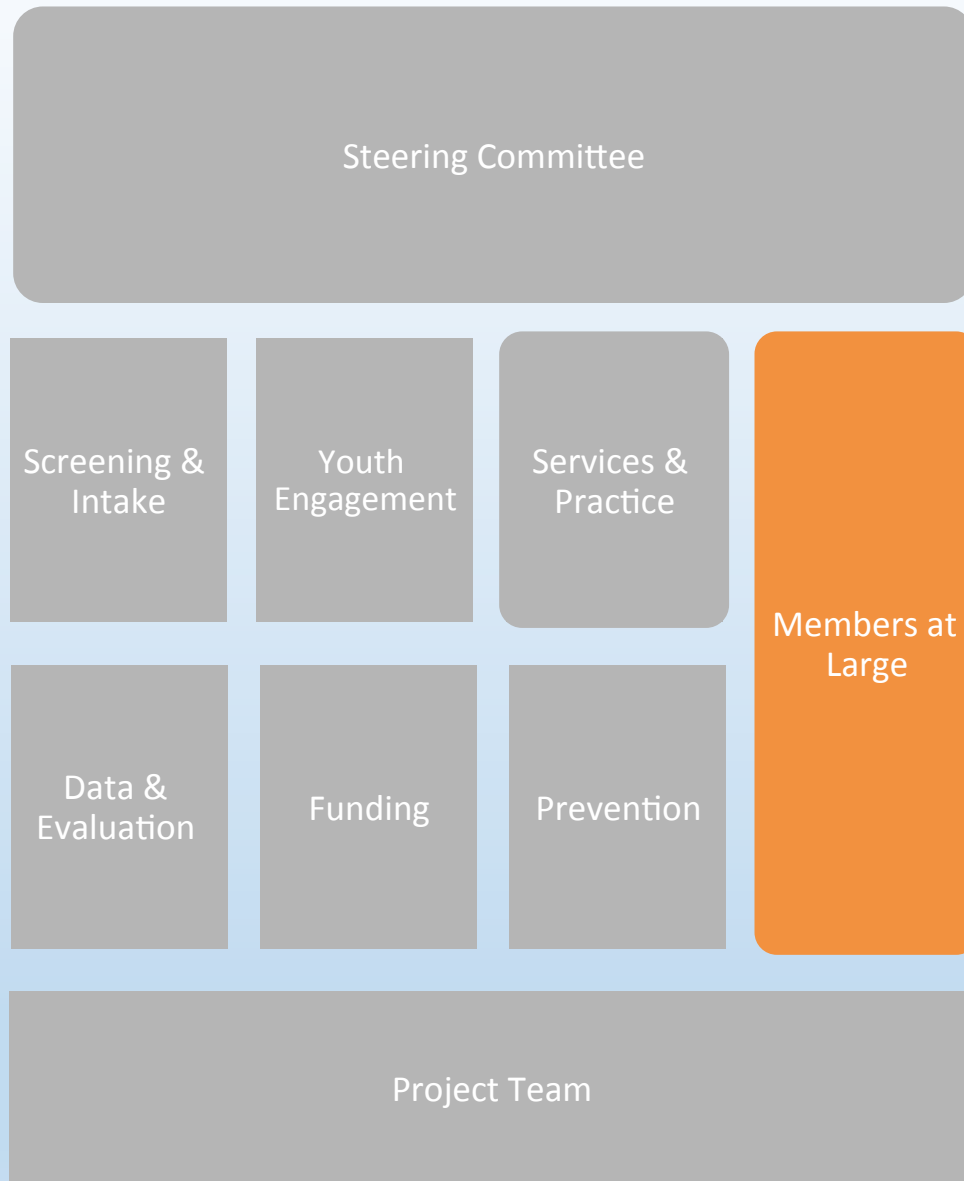 Steering Committee
Screening &
Intake
Youth
Engagement
Services &
Practice
Members at
Large
Data &
Evaluation
Funding
Prevention
Project Team